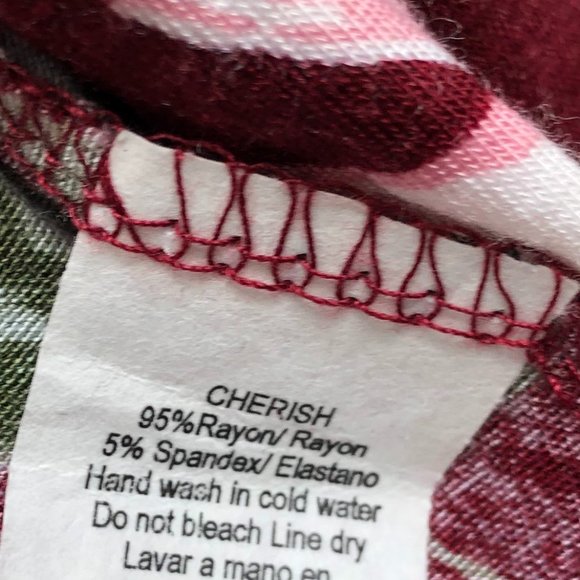 CHERISH
95%Rayon/ Rayon
5% Spandex/ Elastano
Hand wash in cold water
Do not bleach Line dry
Lavar a mano en